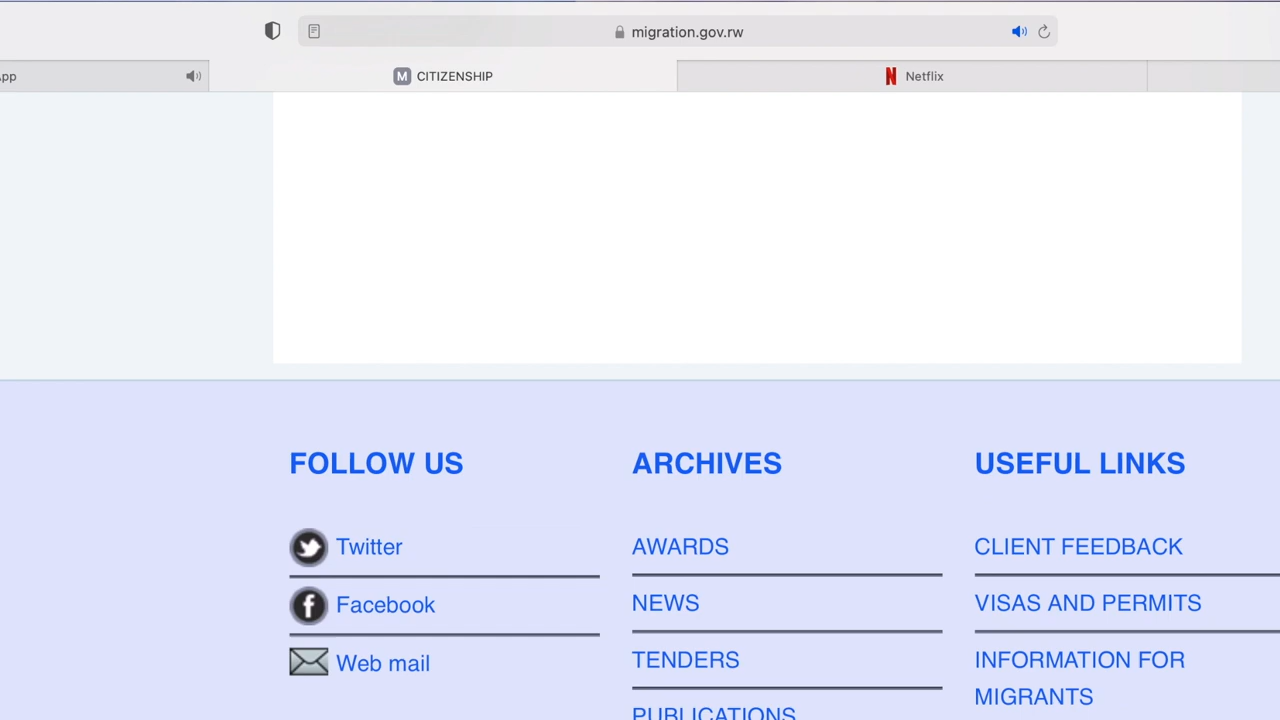 migration.gov.rw
App
M CITIZENSHIP
N Netflix
FOLLOW US
Twitter
Facebook
Web mail
ARCHIVES
AWARDS
NEWS
TENDERS
PUBLICATIONS
USEFUL LINKS
CLIENT FEEDBACK
VISAS AND PERMITS
INFORMATION FOR
MIGRANTS